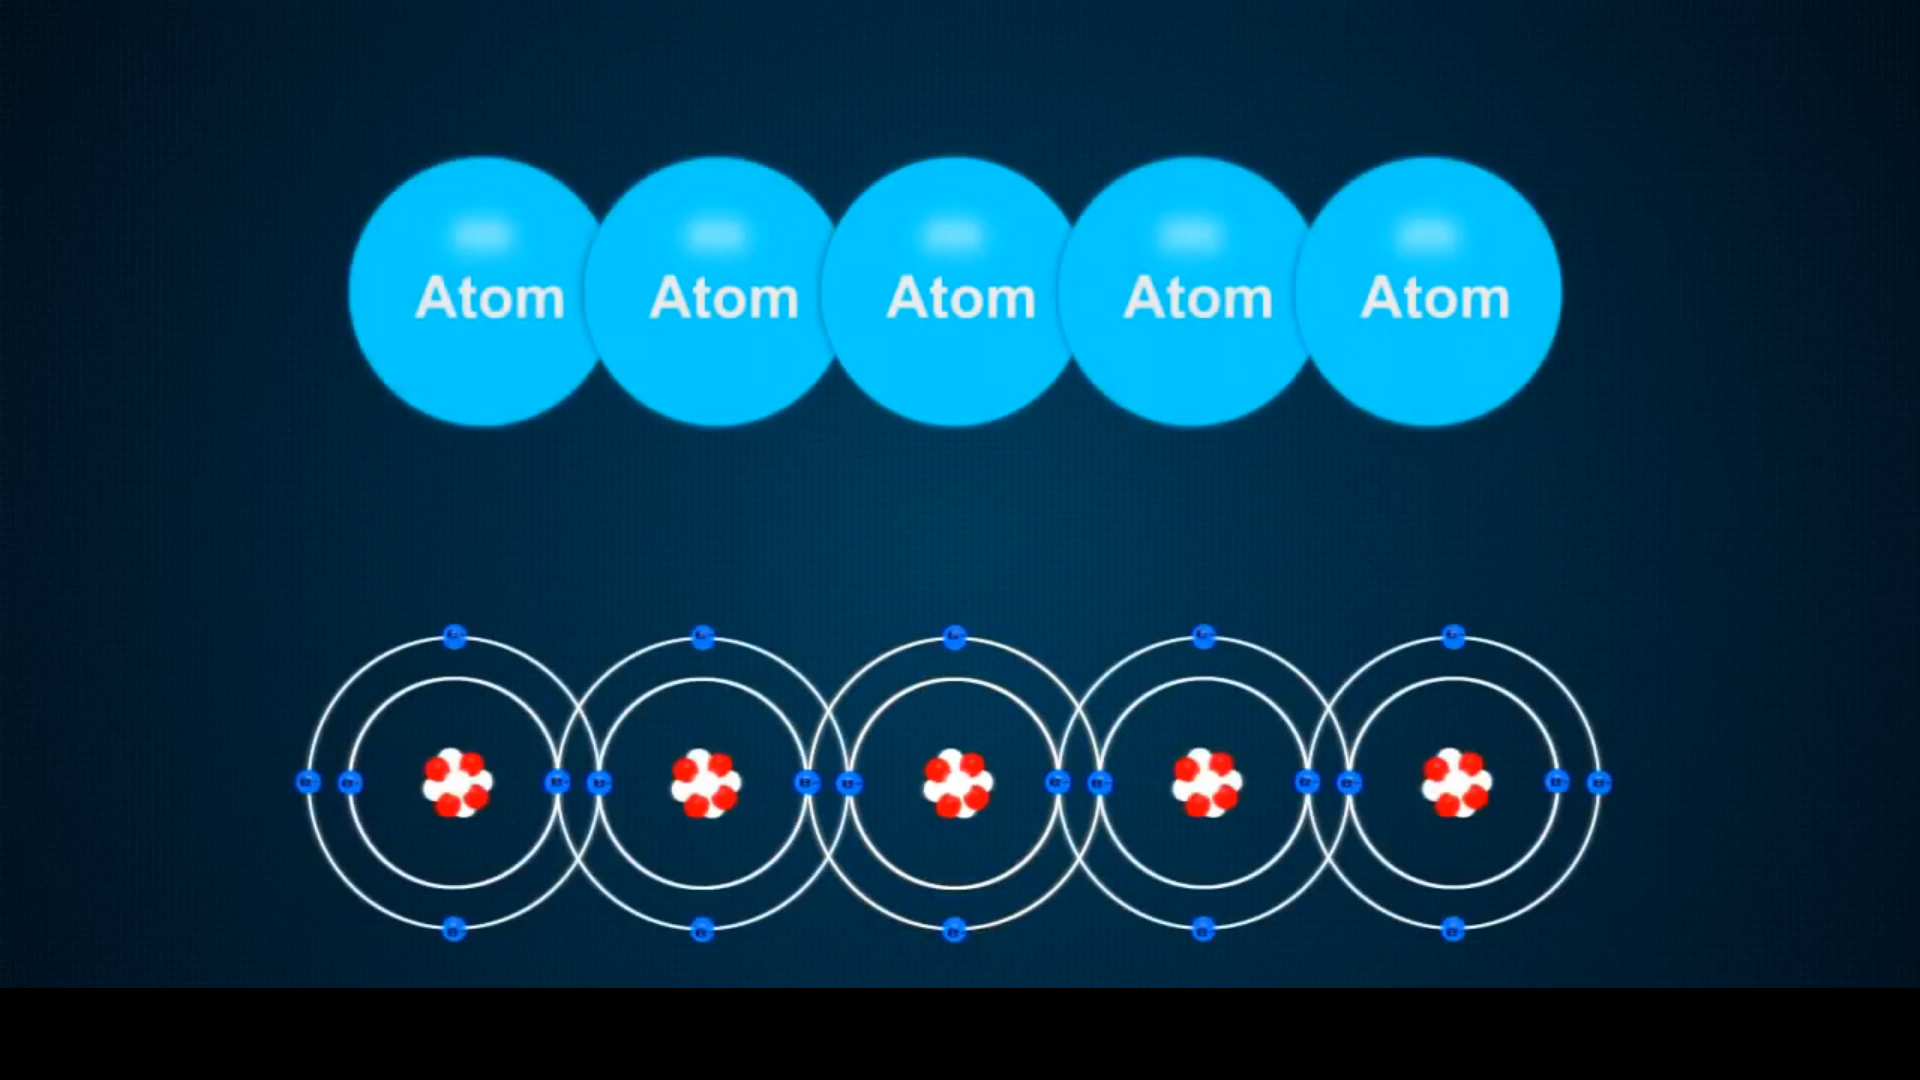 Atom Atom Atom Atom Atom
e- e- e- e- e-
e- e- e- e- e- e- e- e- e- e- e- e-
e- e- e- e- e-